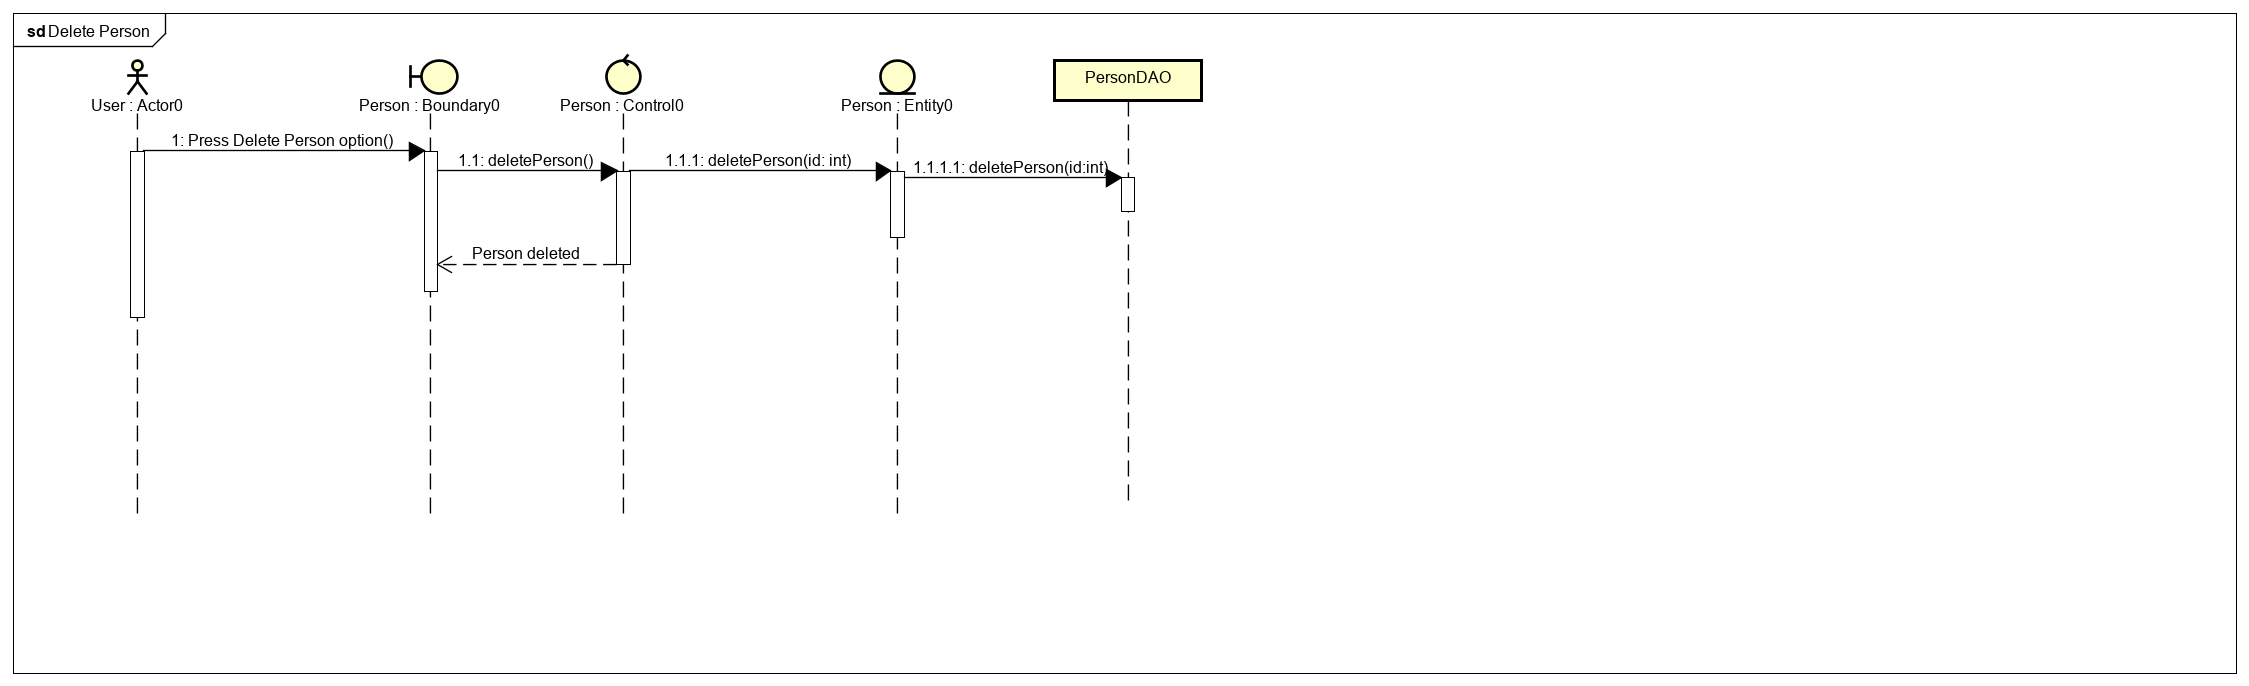 sd Delete Person
User : Actor0
Person : Boundary0
Person : Control0
Person : Entity0
PersonDAO
1: Press Delete Person option()
1.1: deletePerson()
1.1.1: deletePerson(id: int)
1.1.1.1: deletePerson(id:int)
Person deleted